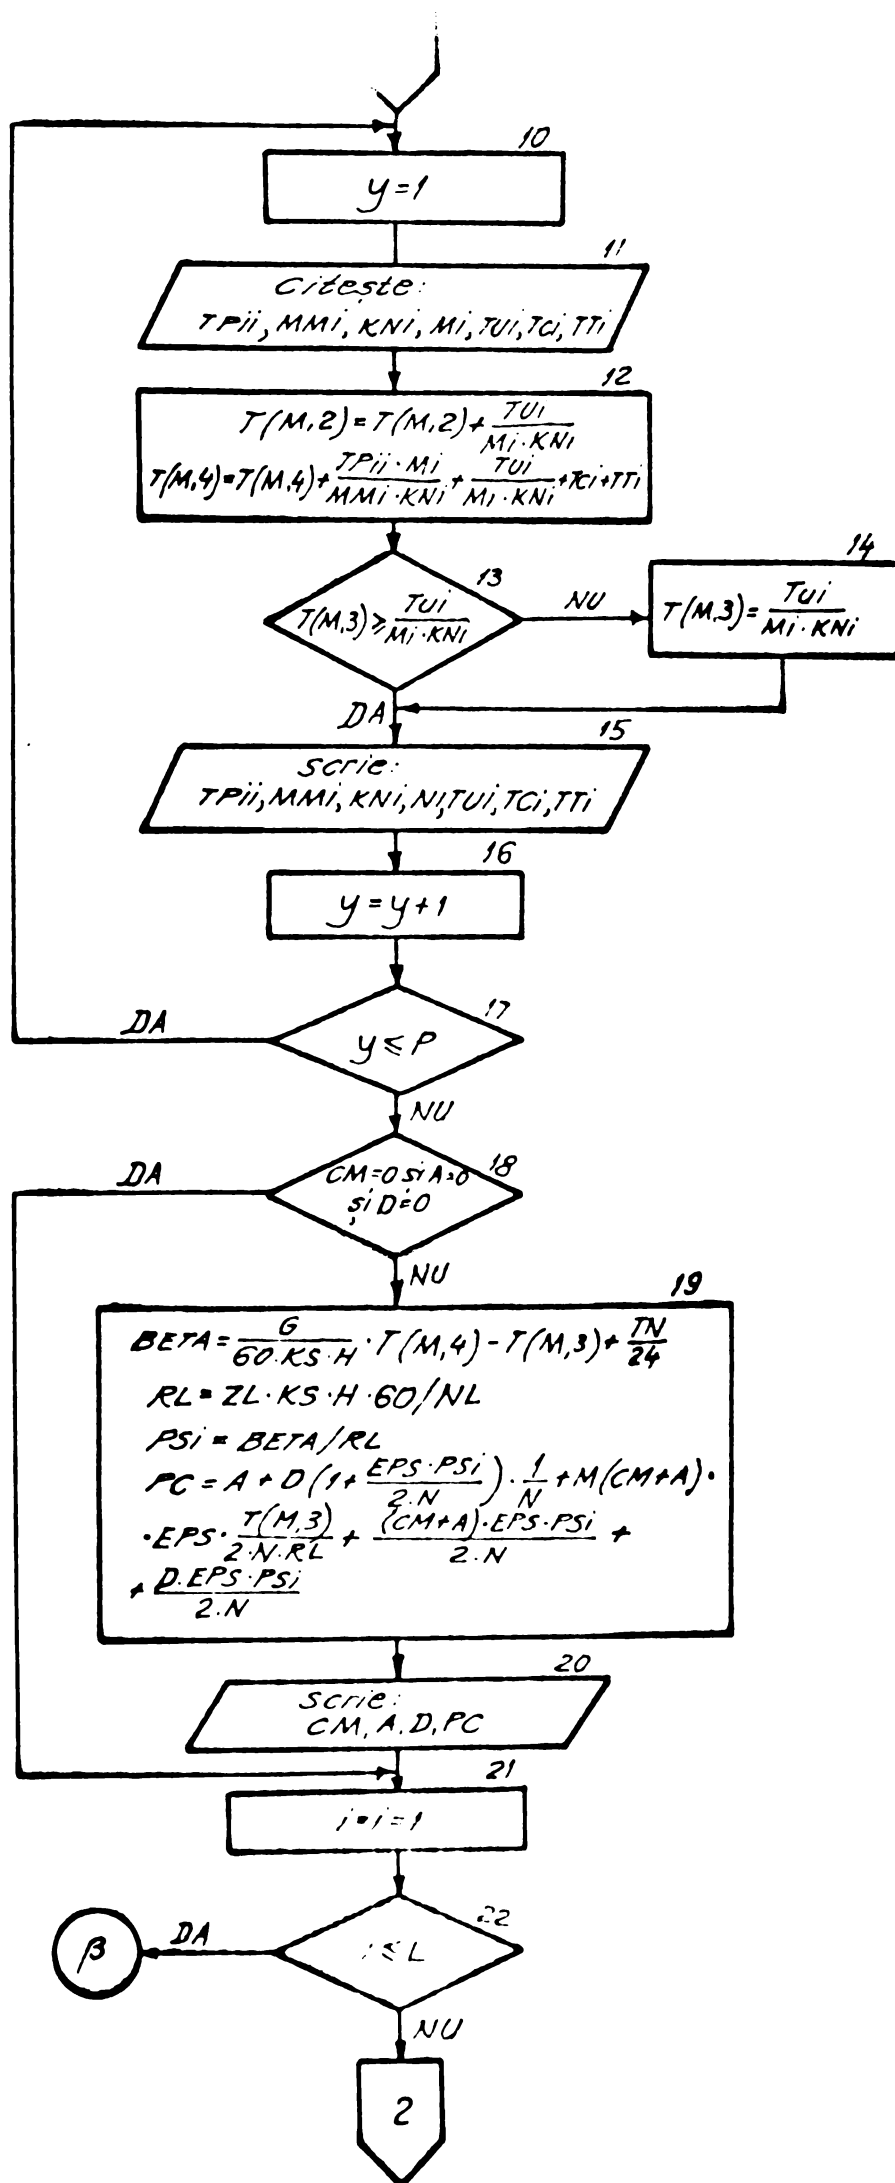 10
y=1
11
Citește:
TPii, MMi, KNi, Mi, TUi, TCi, TTi
12
T(M,2)=T(M,2)+ TUi / Mi·KNi
T(M,4)=T(M,4)+ TPii·Mi / MMi·KNi + TUi / Mi·KNi +TCi+TTi
13
T(M,3)≥ TUi / Mi·KNi
NU
14
T(M,3)= TUi / Mi·KNi
DA
15
Scrie:
TPii, MMi, KNi, Ni, TUi, TCi, TTi
16
y=y+1
17
y≤P
DA
NU
18
CM=0 și A=0
și D=0
DA
NU
19
BETA= G / 60·KS·H ·T(M,4)-T(M,3)+ TN / 24
RL=ZL·KS·H·60/NL
PSi=BETA/RL
PC=A+D(1+ EPS·PSi / 2·N )· 1 / N +M(CM+A)·
·EPS· T(M,3) / 2·N·RL + (CM+A)·EPS·PSi / 2·N +
+ D·EPS·PSi / 2·N
20
Scrie:
CM, A, D, PC
21
i=i=1
22
i≤L
DA
β
NU
2